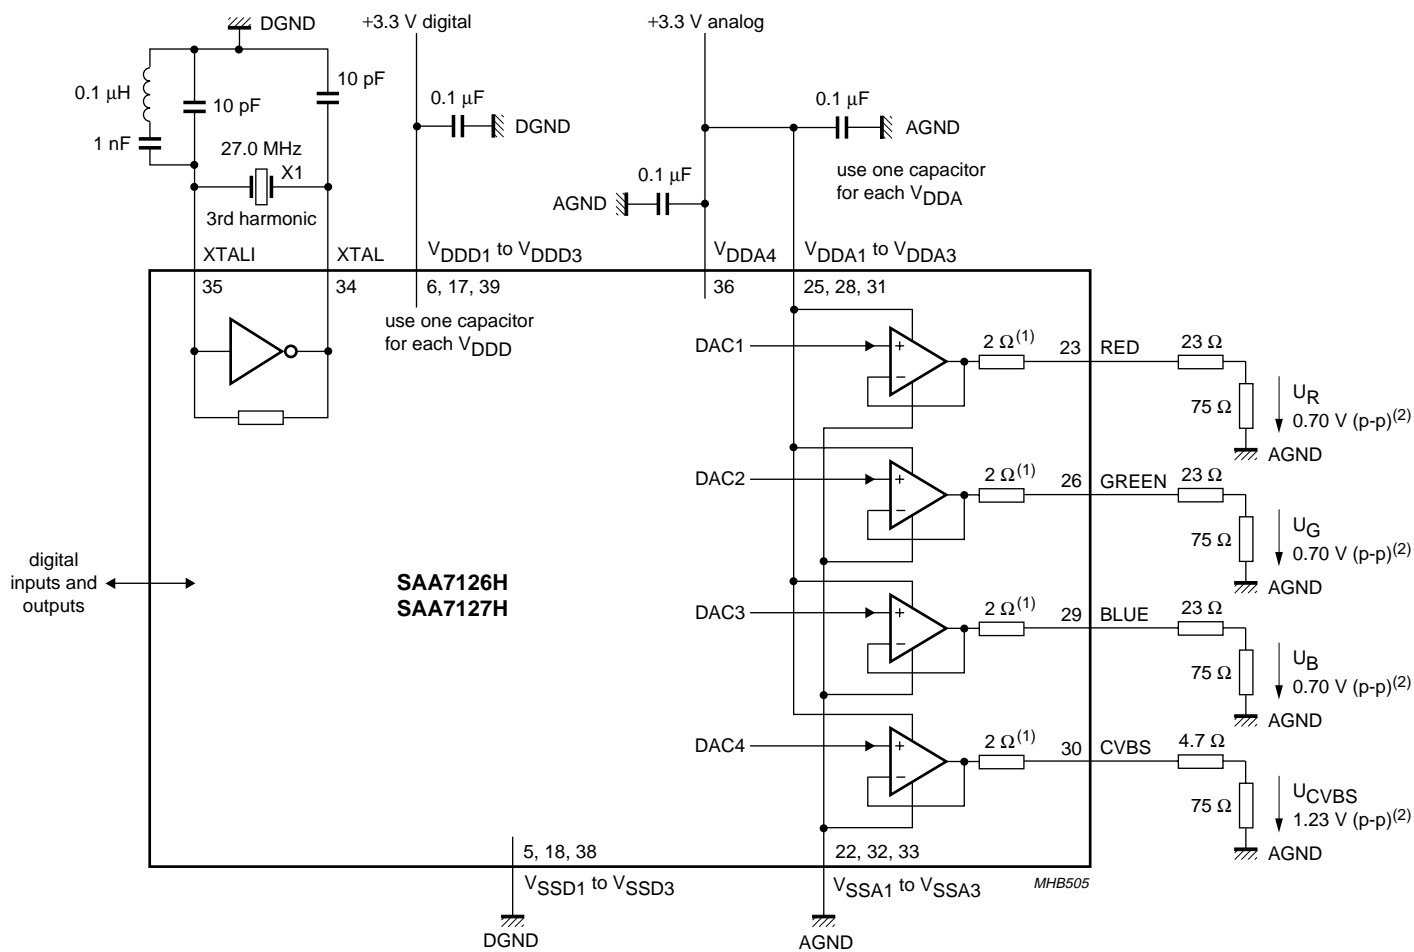 DGND
+3.3 V digital
+3.3 V analog
0.1 μH
10 pF
10 pF
1 nF
0.1 μF
DGND
0.1 μF
AGND
27.0 MHz
X1
3rd harmonic
use one capacitor
for each VDDA
0.1 μF
AGND
XTALI
XTAL
VDDD1 to VDDD3
VDDA4
VDDA1 to VDDA3
35
34
6, 17, 39
36
25, 28, 31
use one capacitor
for each VDDD
DAC1
+
−
2 Ω(1)
23
RED
23 Ω
75 Ω
UR
0.70 V (p-p)(2)
AGND
DAC2
+
−
2 Ω(1)
26
GREEN
23 Ω
75 Ω
UG
0.70 V (p-p)(2)
AGND
digital
inputs and
outputs
SAA7126H
SAA7127H
DAC3
+
−
2 Ω(1)
29
BLUE
23 Ω
75 Ω
UB
0.70 V (p-p)(2)
AGND
DAC4
+
−
2 Ω(1)
30
CVBS
4.7 Ω
75 Ω
UCVBS
1.23 V (p-p)(2)
AGND
5, 18, 38
22, 32, 33
VSSD1 to VSSD3
VSSA1 to VSSA3
MHB505
DGND
AGND